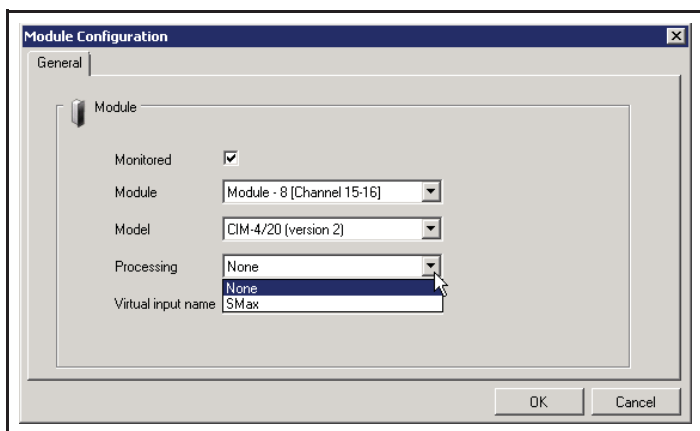 Module Configuration
General
Module
Monitored
Module Module - 8 [Channel 15-16]
Model CIM-4/20 (version 2)
Processing None
None
Virtual input name SMax
OK Cancel